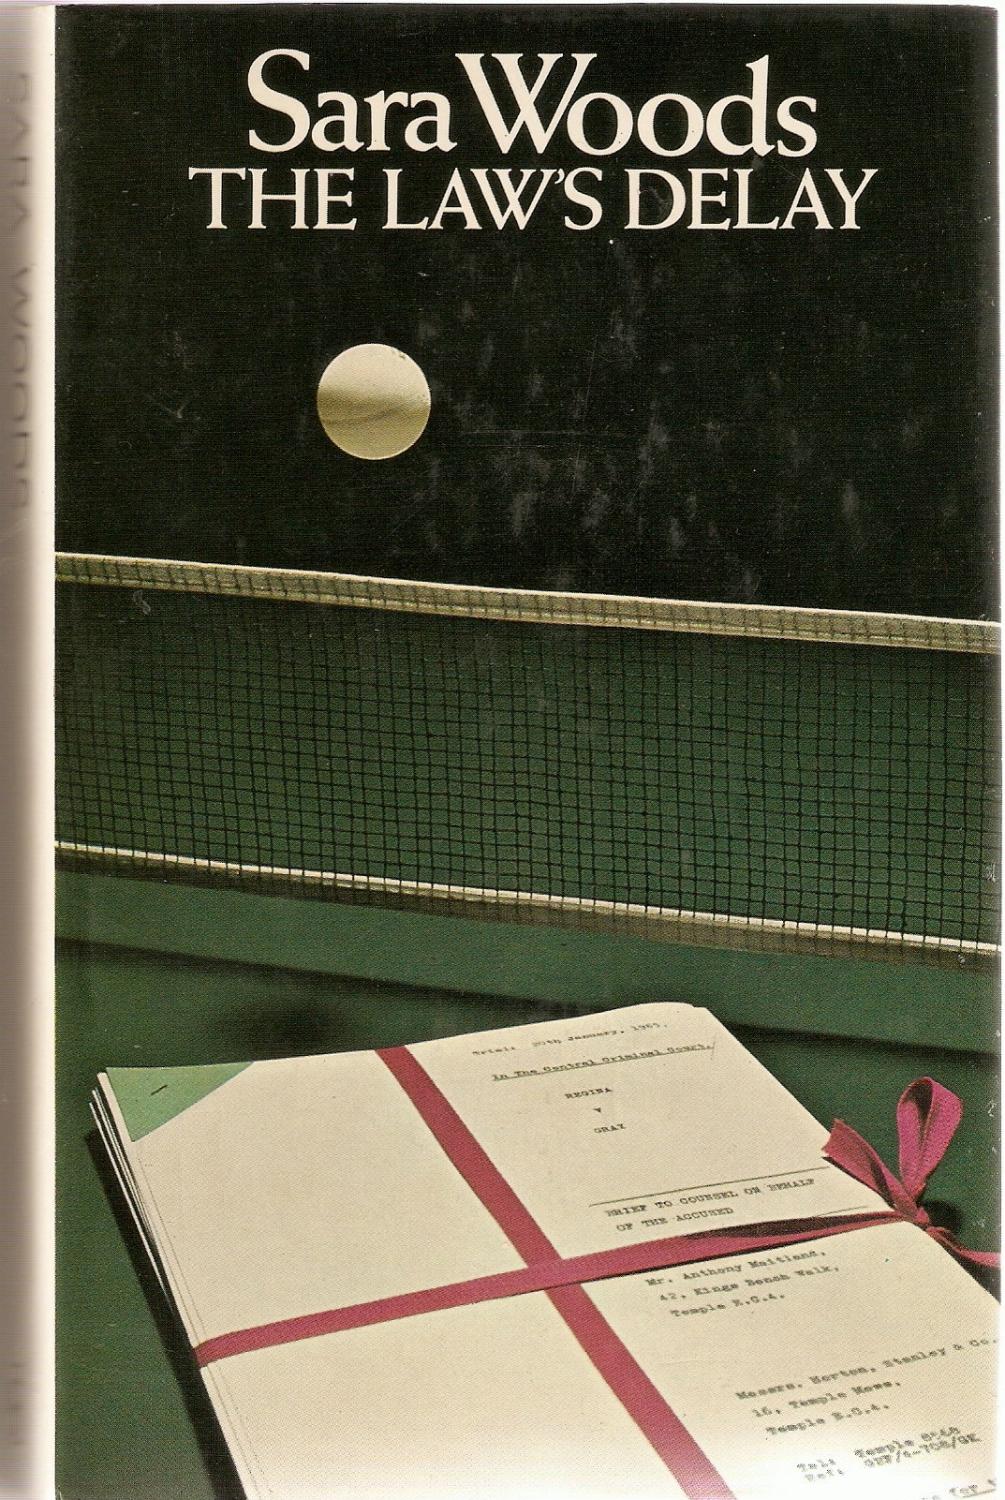 Sara Woods
THE LAW'S DELAY
Trial: 20th January, 1965.
In The Central Criminal Court.
REGINA
v
GRAY
BRIEF TO COUNSEL ON BEHALF
OF THE ACCUSED
Mr. Anthony Maitland,
42, Kings Bench Walk,
Temple E.C.4.
Messrs. Horton, Stanley & Co.
16, Temple Mews,
Temple E.C.4.
Tel: Temple
Ref:
for
SARA WOODS